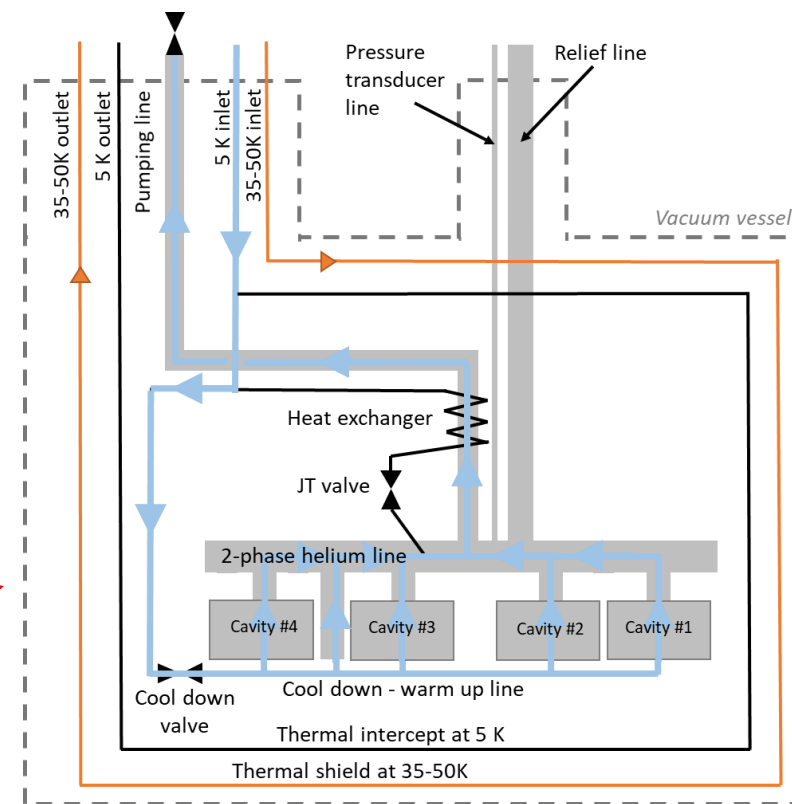 35-50K outlet
5 K outlet
Pumping line
5 K inlet
35-50K inlet
Pressure
transducer
line
Relief line
Vacuum vessel
Heat exchanger
JT valve
2-phase helium line
Cavity #4
Cavity #3
Cavity #2
Cavity #1
Cool down
valve
Cool down - warm up line
Thermal intercept at 5 K
Thermal shield at 35-50K